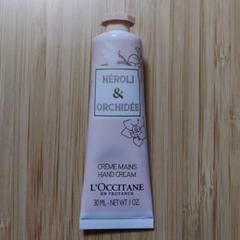 NÉROLI
&
ORCHIDÉE
CRÈME MAINS
HAND CREAM
L'OCCITANE
EN PROVENCE
30 ML - NET WT 1 OZ.